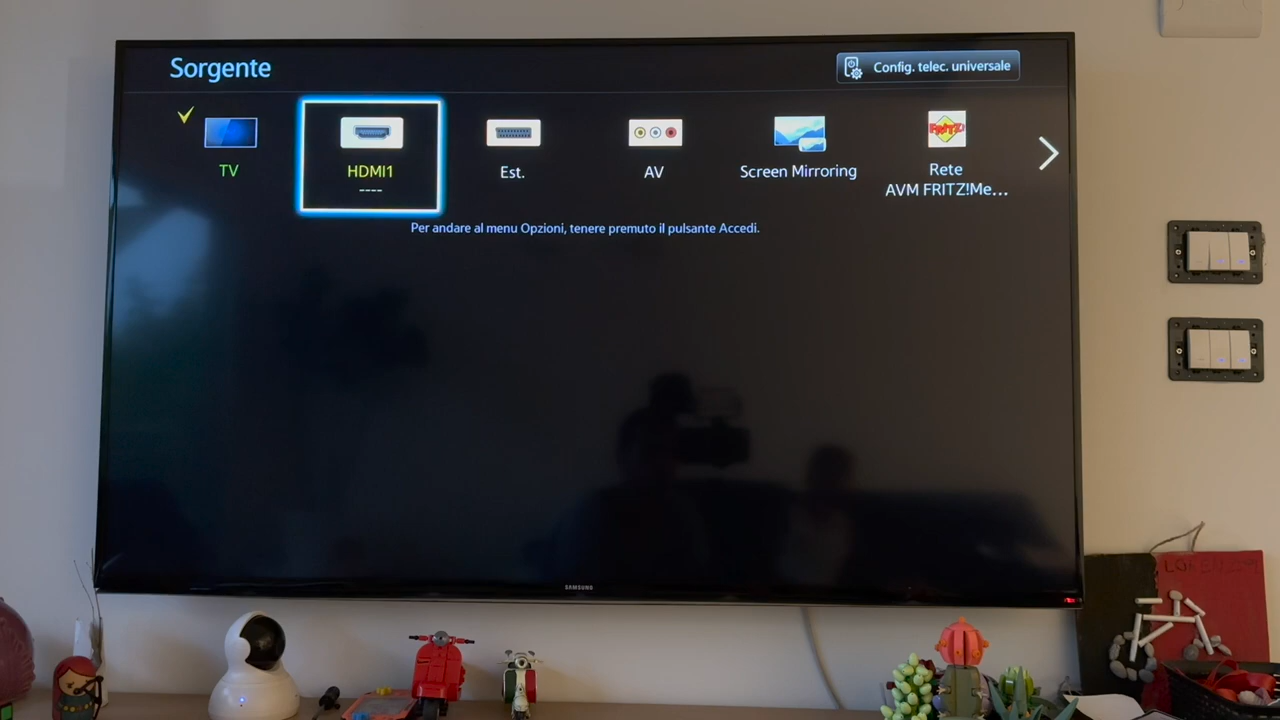 Sorgente
Config. telec. universale
TV
HDMI1
----
Est.
AV
Screen Mirroring
FRITZ!
Rete
AVM FRITZ!Me...
Per andare al menu Opzioni, tenere premuto il pulsante Accedi.
SAMSUNG